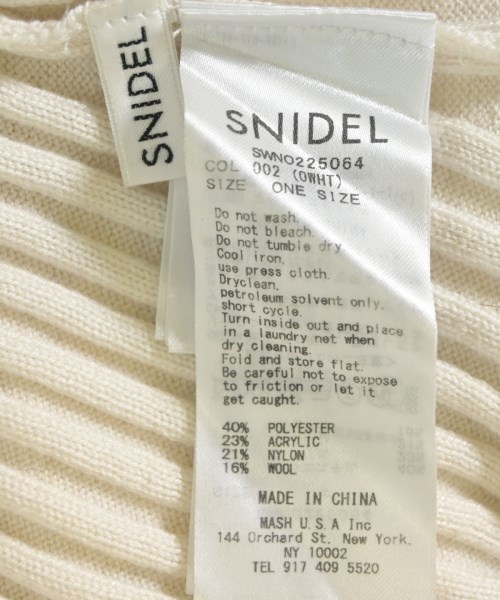 SNIDEL
SNIDEL
SWNO225064
COL 002 (OWHT)
SIZE ONE SIZE
Do not wash.
Do not bleach.
Do not tumble dry.
Cool iron.
use press cloth.
Dryclean.
petroleum solvent only.
short cycle.
Turn inside out and place
in a laundry net when
dry cleaning.
Fold and store flat.
Be careful not to expose
to friction or let it
get caught.
40% POLYESTER
23% ACRYLIC
21% NYLON
16% WOOL
MADE IN CHINA
MASH U.S.A Inc
144 Orchard St. New York.
NY 10002
TEL 917 409 5520